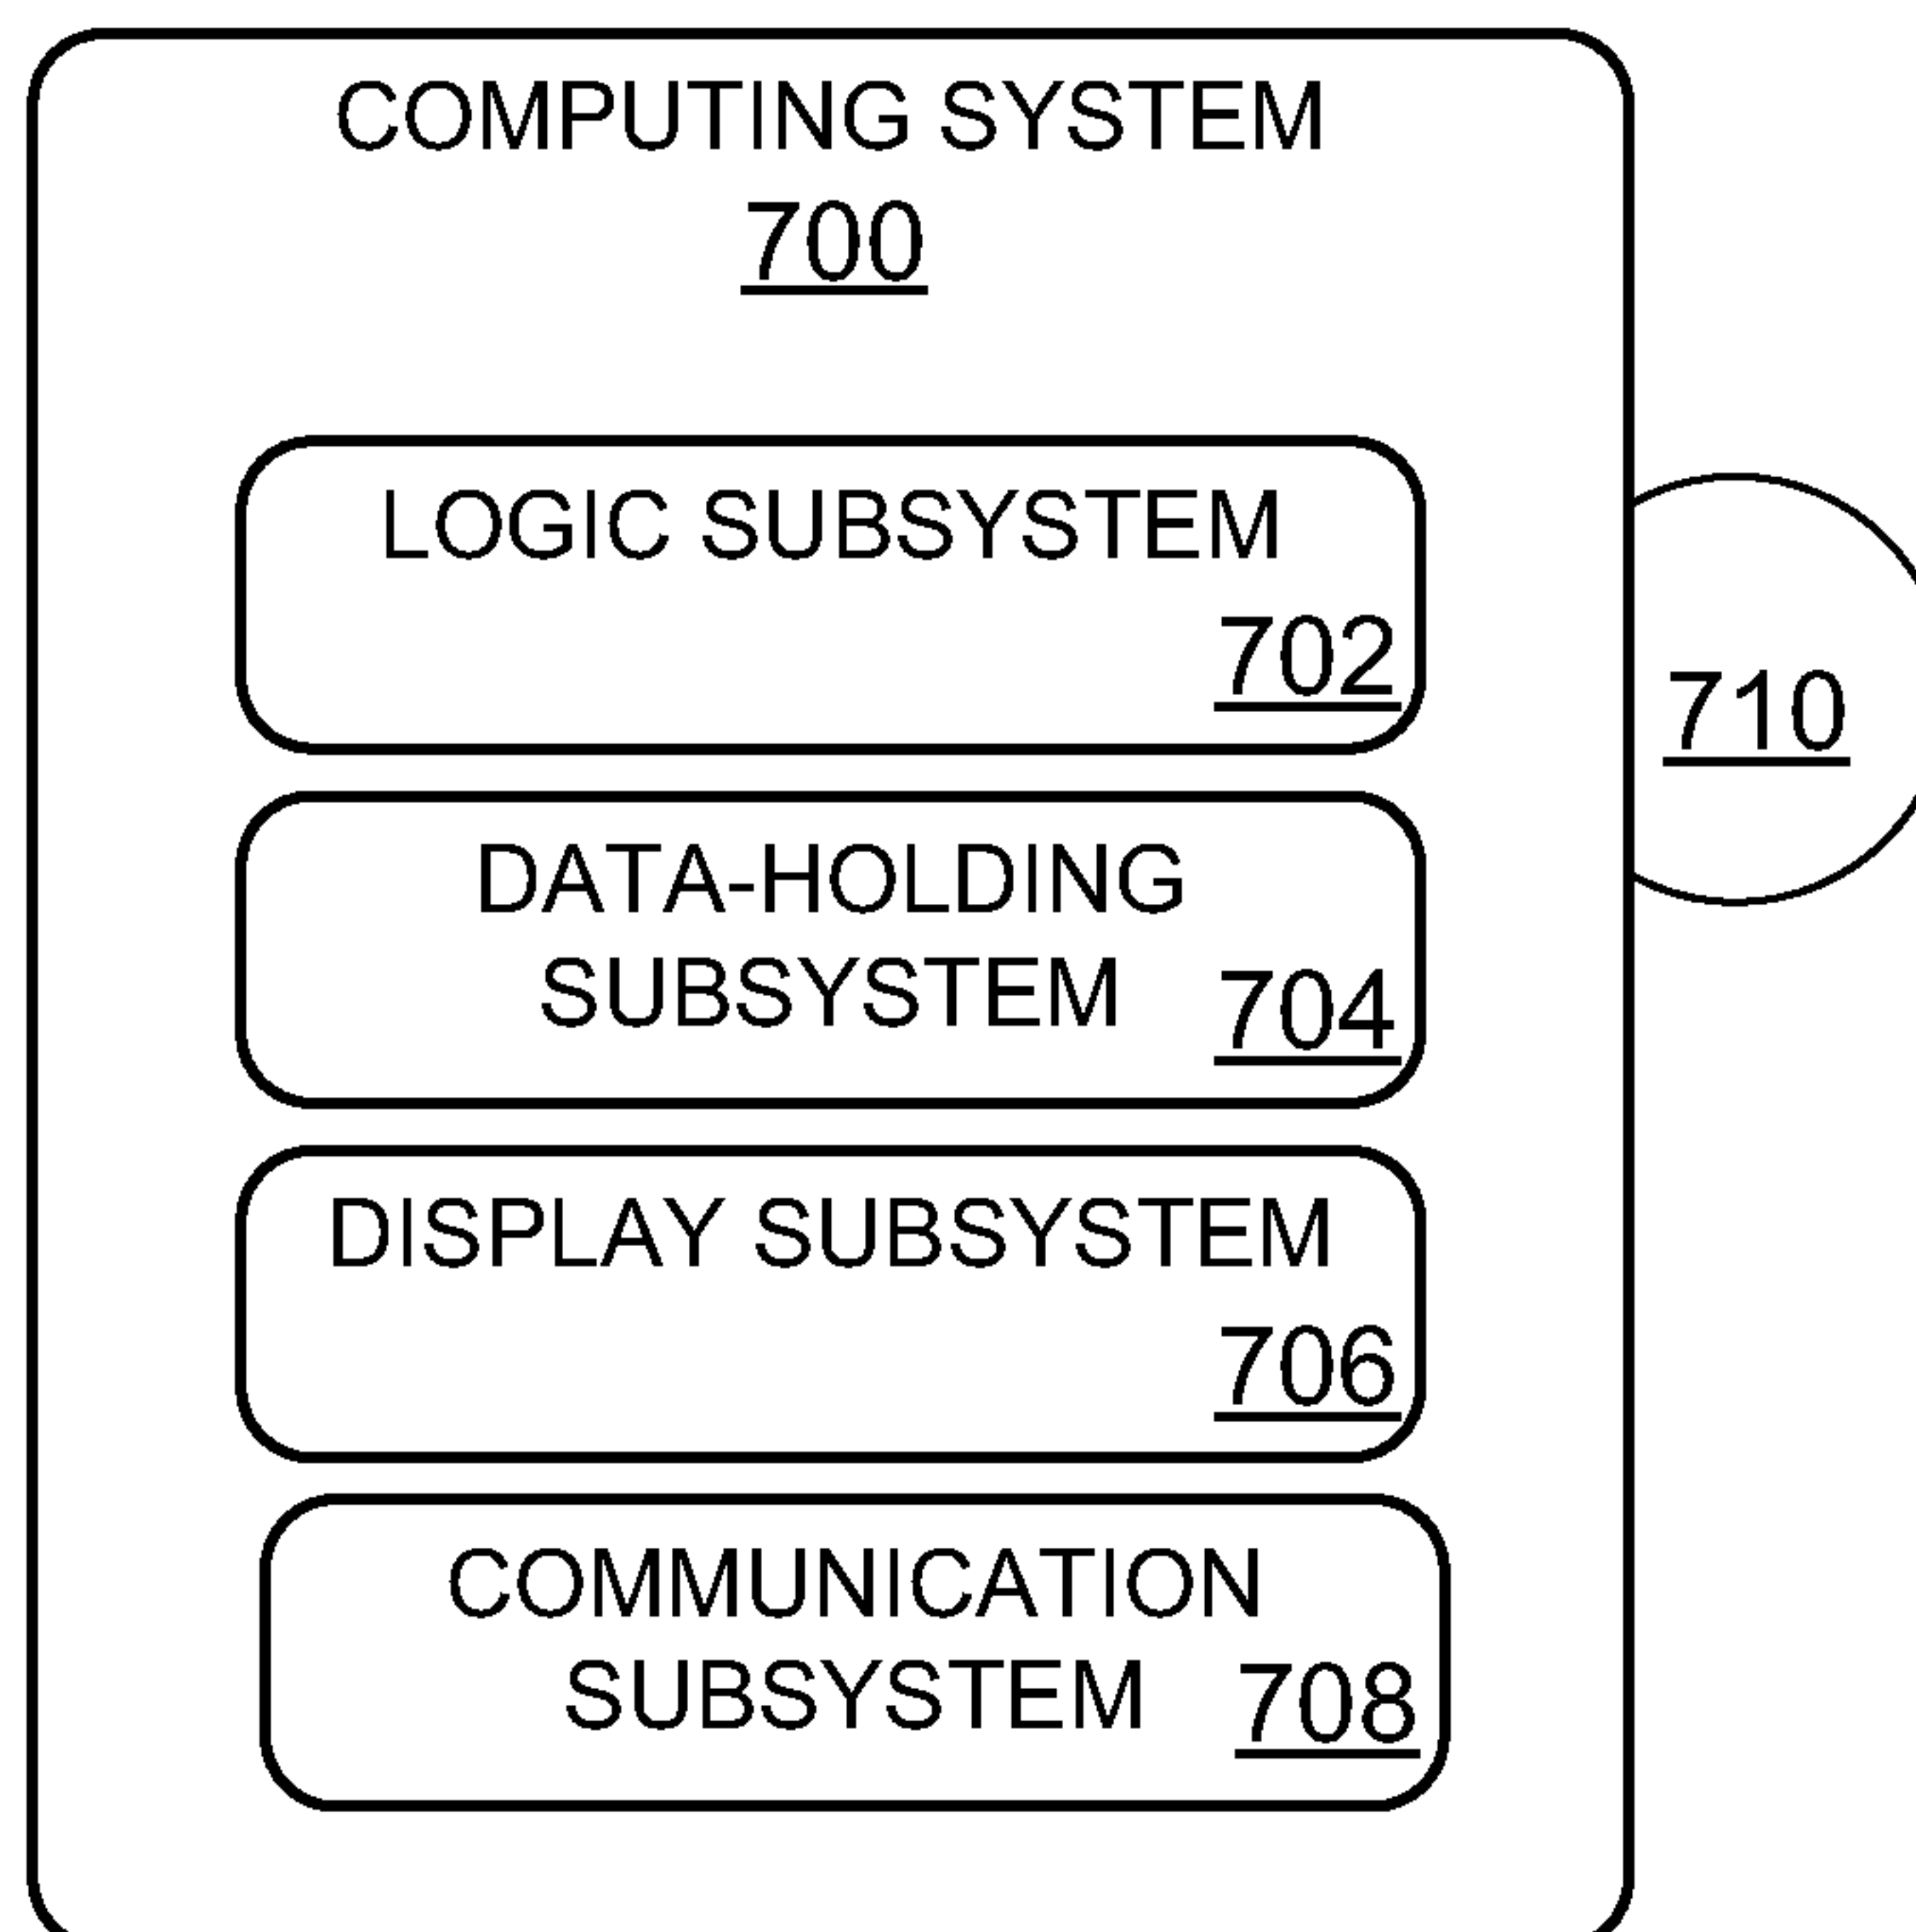 COMPUTING SYSTEM
700
LOGIC SUBSYSTEM
702
710
DATA-HOLDING
SUBSYSTEM 704
DISPLAY SUBSYSTEM
706
COMMUNICATION
SUBSYSTEM 708